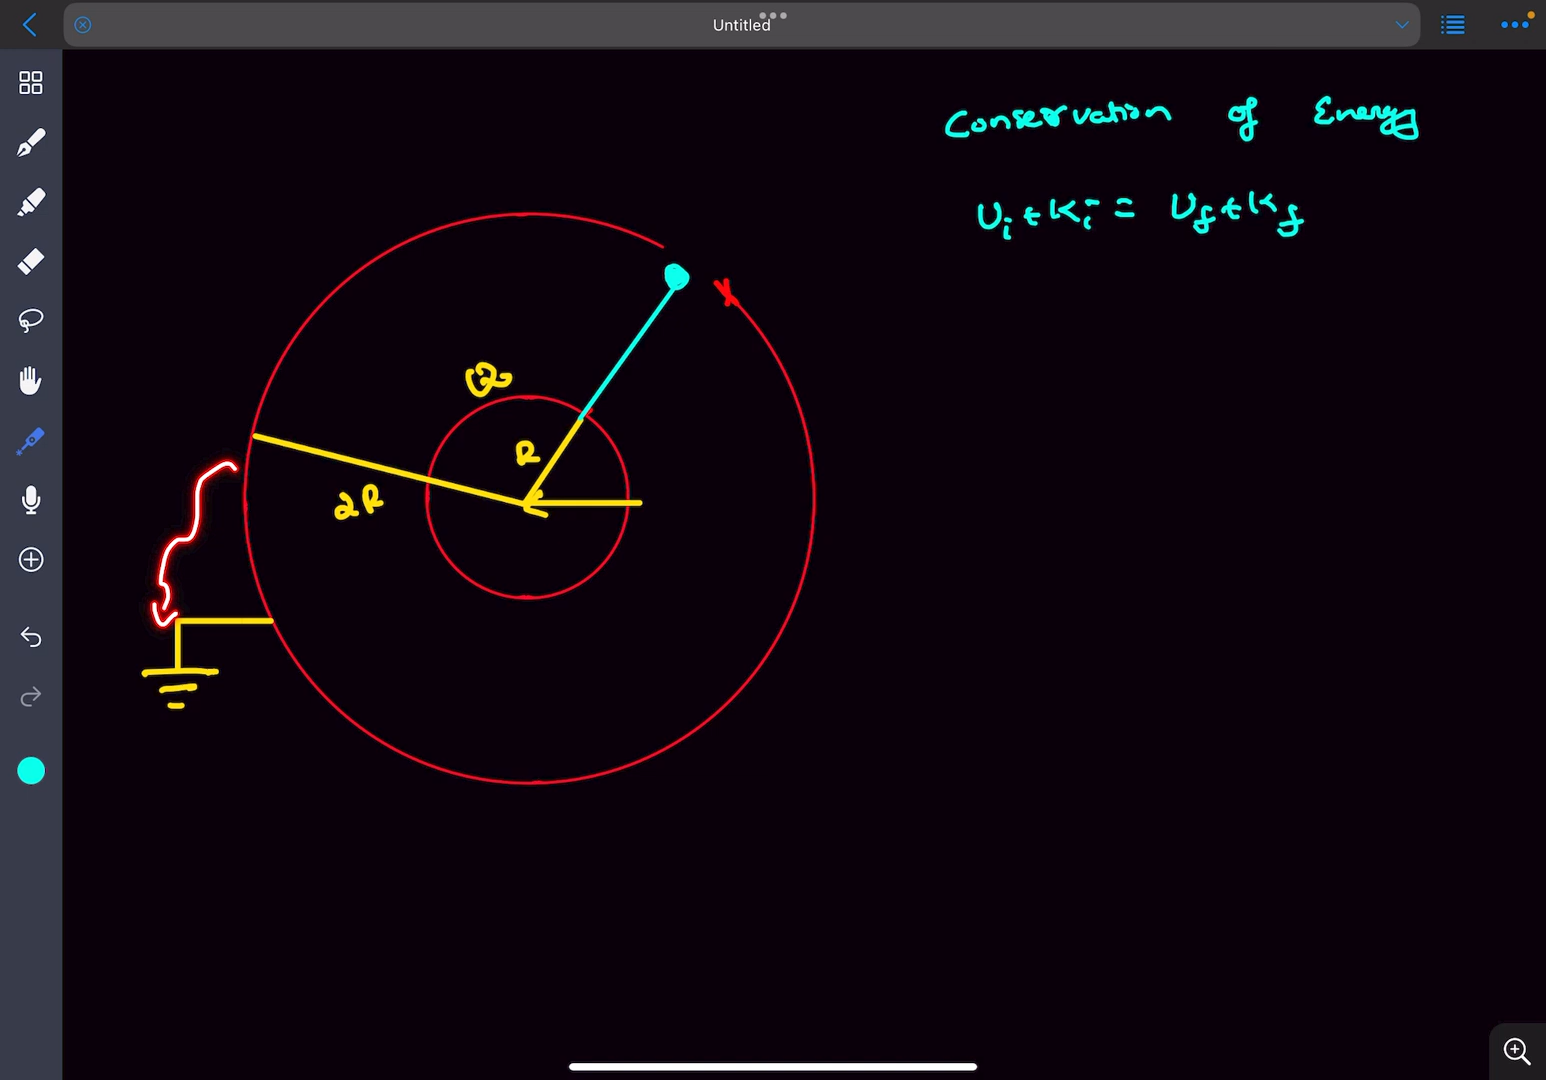 Untitled
Conservation of Energy
Ui + Ki = Uf + Kf
Q
R
2R